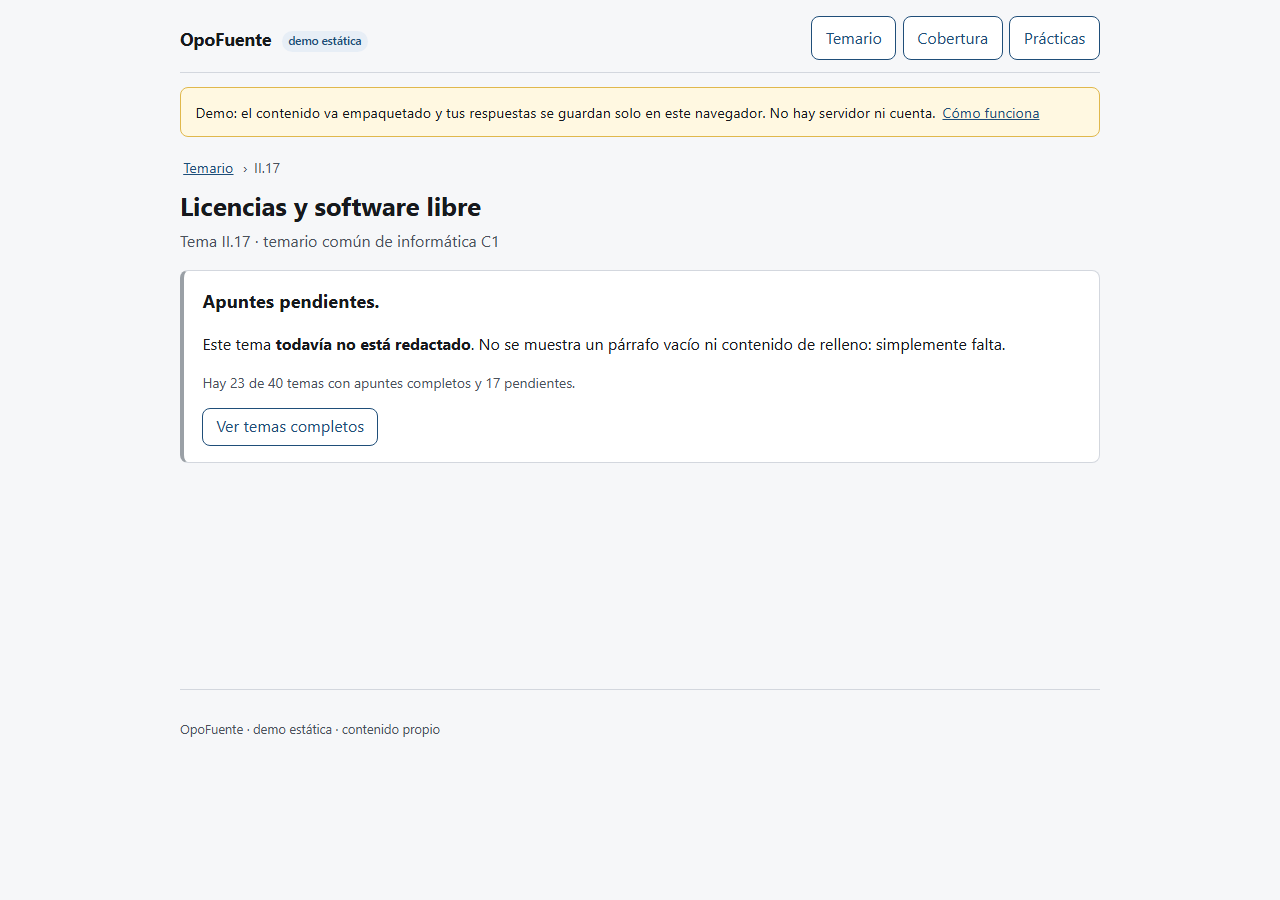 OpoFuente demo estática Temario Cobertura Prácticas
Demo: el contenido va empaquetado y tus respuestas se guardan solo en este navegador. No hay servidor ni cuenta. Cómo funciona
Temario › II.17
Licencias y software libre
Tema II.17 · temario común de informática C1
Apuntes pendientes.
Este tema todavía no está redactado. No se muestra un párrafo vacío ni contenido de relleno: simplemente falta.
Hay 23 de 40 temas con apuntes completos y 17 pendientes.
Ver temas completos
OpoFuente · demo estática · contenido propio